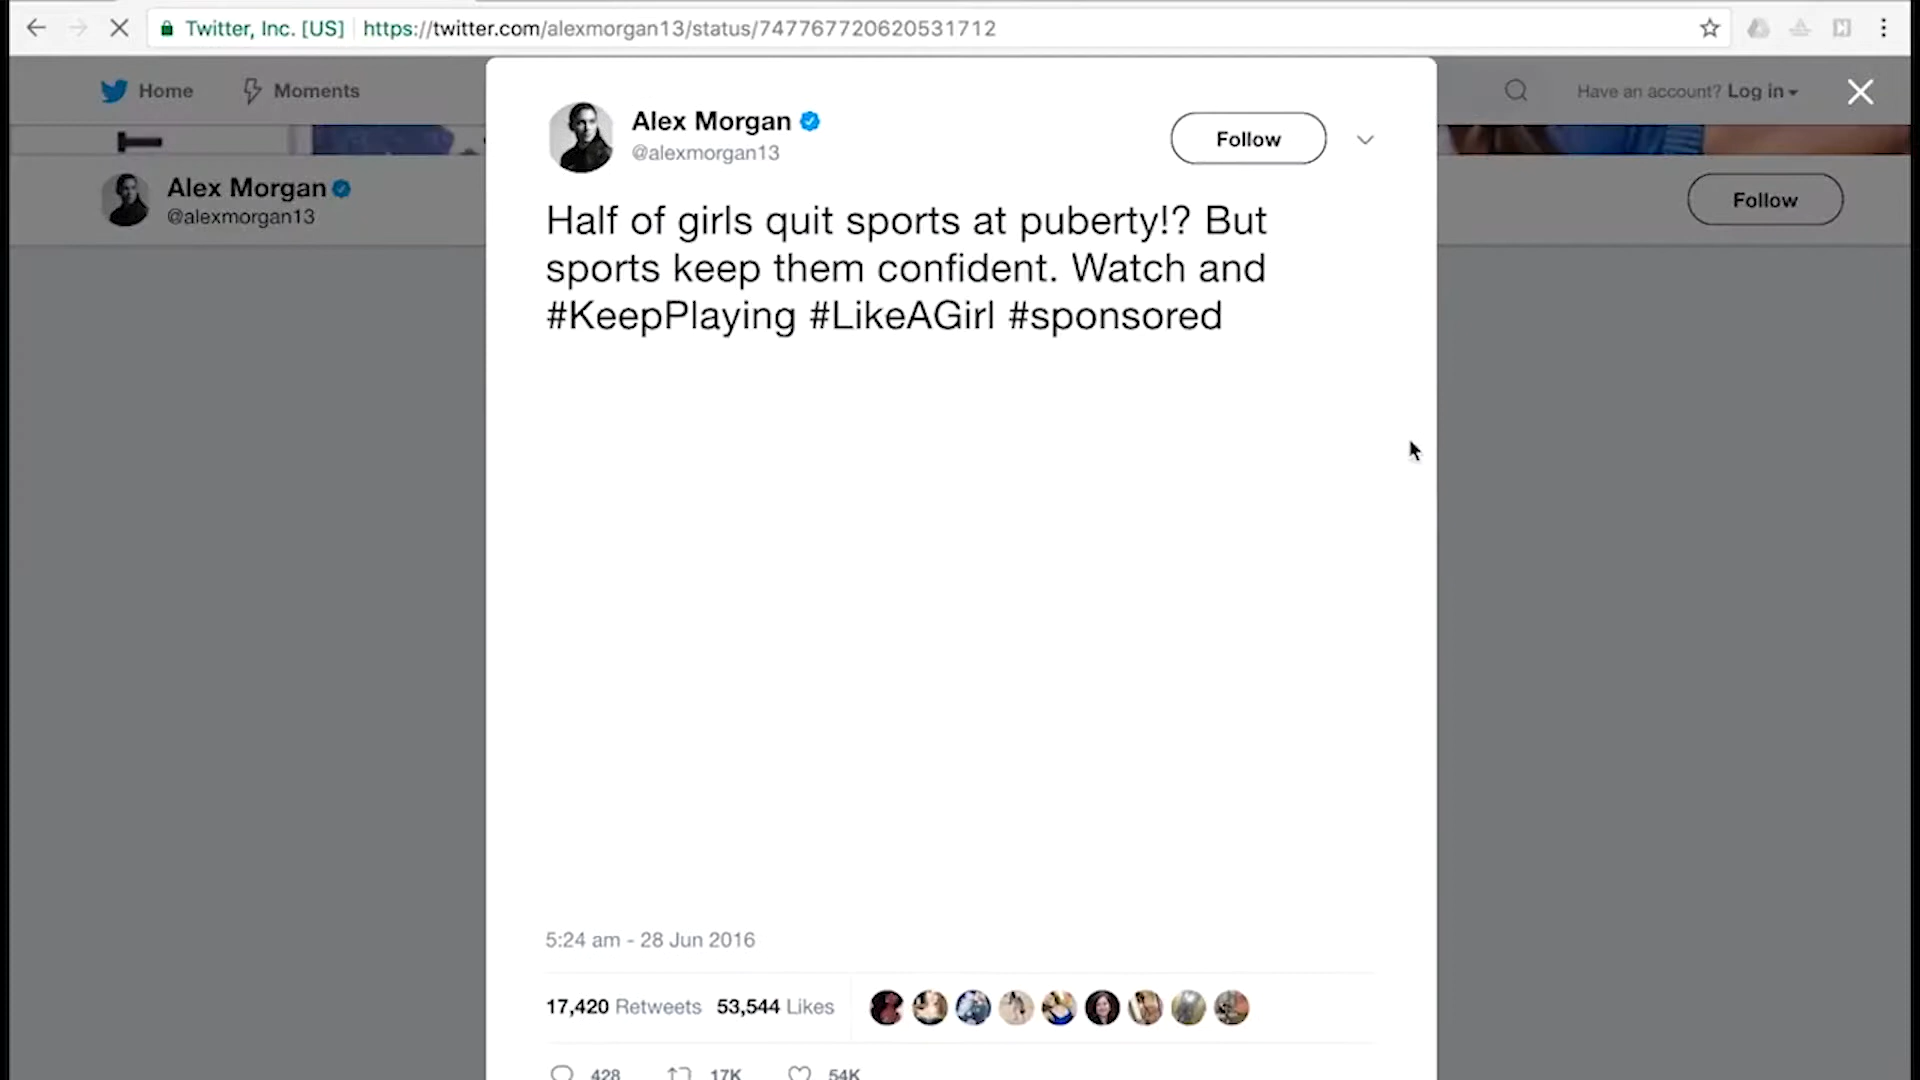 Twitter, Inc. [US] https://twitter.com/alexmorgan13/status/747767720620531712
Home Moments
Have an account? Log in
Alex Morgan
@alexmorgan13
Follow
Alex Morgan
@alexmorgan13
Follow
Half of girls quit sports at puberty!? But
sports keep them confident. Watch and
#KeepPlaying #LikeAGirl #sponsored
5:24 am - 28 Jun 2016
17,420 Retweets 53,544 Likes
428 17K 54K